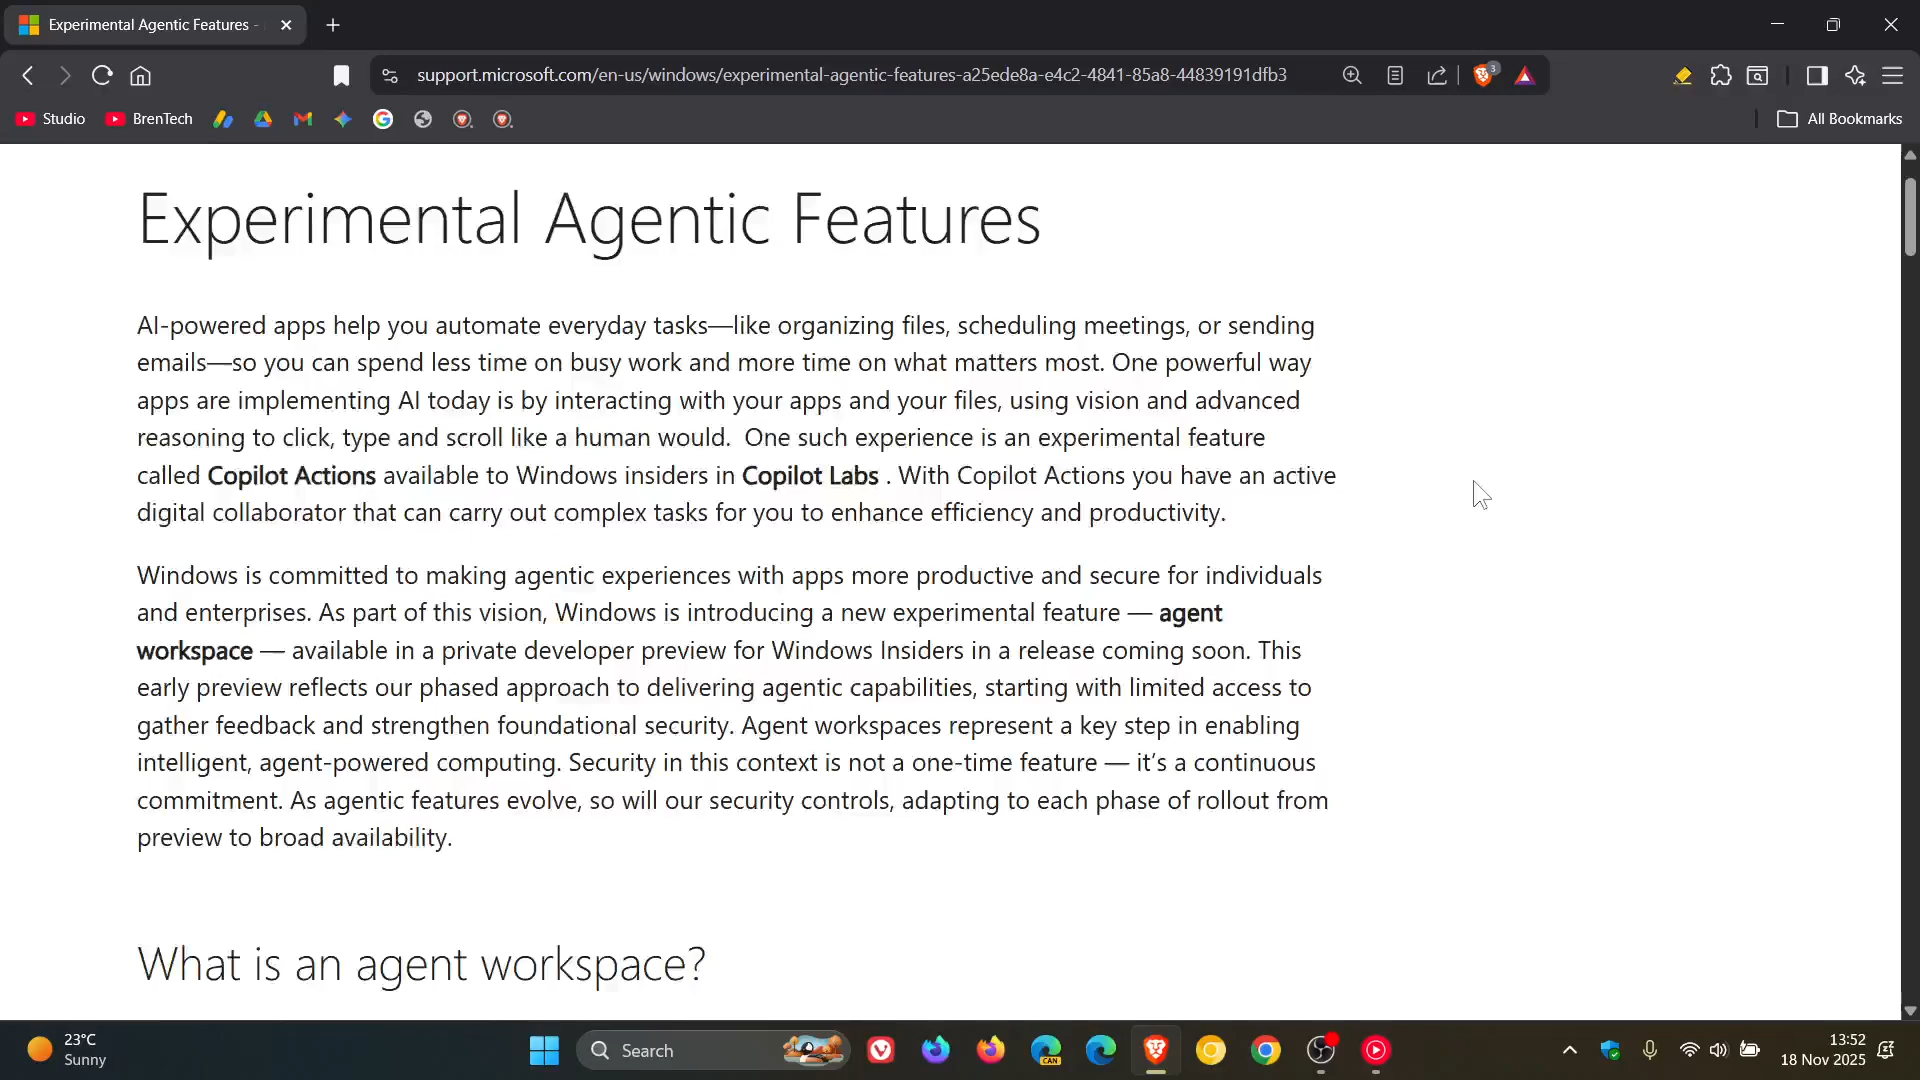 Experimental Agentic Features -
support.microsoft.com/en-us/windows/experimental-agentic-features-a25ede8a-e4c2-4841-85a8-44839191dfb3
3
Studio
BrenTech
All Bookmarks
Experimental Agentic Features
AI-powered apps help you automate everyday tasks—like organizing files, scheduling meetings, or sending
emails—so you can spend less time on busy work and more time on what matters most. One powerful way
apps are implementing AI today is by interacting with your apps and your files, using vision and advanced
reasoning to click, type and scroll like a human would.  One such experience is an experimental feature
called Copilot Actions available to Windows insiders in Copilot Labs . With Copilot Actions you have an active
digital collaborator that can carry out complex tasks for you to enhance efficiency and productivity.
Windows is committed to making agentic experiences with apps more productive and secure for individuals
and enterprises. As part of this vision, Windows is introducing a new experimental feature — agent
workspace — available in a private developer preview for Windows Insiders in a release coming soon. This
early preview reflects our phased approach to delivering agentic capabilities, starting with limited access to
gather feedback and strengthen foundational security. Agent workspaces represent a key step in enabling
intelligent, agent-powered computing. Security in this context is not a one-time feature — it’s a continuous
commitment. As agentic features evolve, so will our security controls, adapting to each phase of rollout from
preview to broad availability.
What is an agent workspace?
23°C
Sunny
Search
CAN
13:52
18 Nov 2025